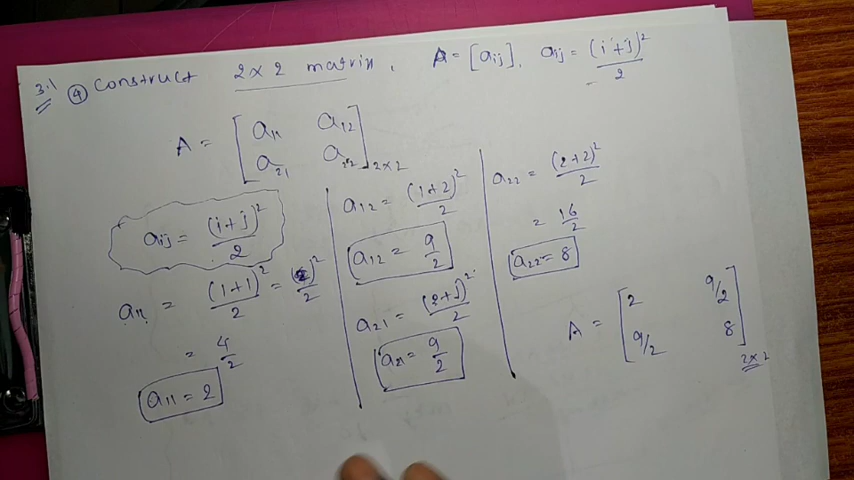 3.1 ④ Construct 2×2 matrix. A = [aij], aij = (i+j)²/2
A = [a11 a12
a21 a22]2×2
aij = (i+j)²/2
a11 = (1+1)²/2 = (2)²/2
= 4/2
a11 = 2
a12 = (1+2)²/2
a12 = 9/2
a21 = (2+1)²/2
a21 = 9/2
a22 = (2+2)²/2
= 16/2
a22 = 8
A = [2 9/2
9/2 8]2×2